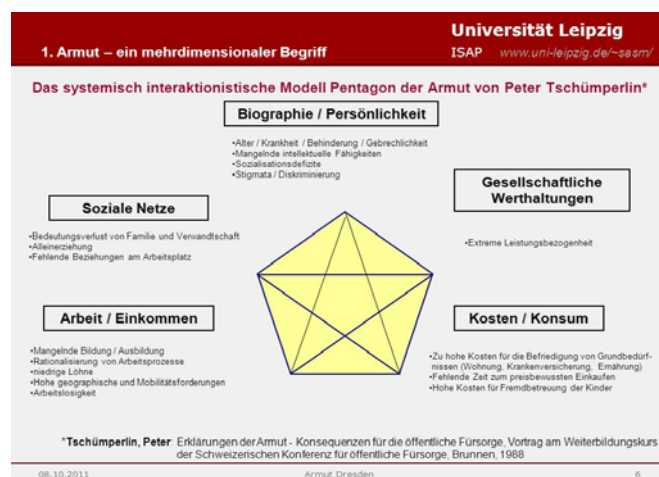 Universität Leipzig
1. Armut – ein mehrdimensionaler Begriff
ISAP www.uni-leipzig.de/~sasm/
Das systemisch interaktionistische Modell Pentagon der Armut von Peter Tschümperlin*
Biographie / Persönlichkeit
•Alter / Krankheit / Behinderung / Gebrechlichkeit
•Mangelnde intellektuelle Fähigkeiten
•Sozialisationsdefizite
•Stigmata / Diskriminierung
Gesellschaftliche
Werthaltungen
•Extreme Leistungsbezogenheit
Soziale Netze
•Bedeutungsverlust von Familie und Verwandtschaft
•Alleinerziehung
•Fehlende Beziehungen am Arbeitsplatz
Arbeit / Einkommen
•Mangelnde Bildung / Ausbildung
•Rationalisierung von Arbeitsprozesse
•niedrige Löhne
•Hohe geographische und Mobilitätsforderungen
•Arbeitslosigkeit
Kosten / Konsum
•Zu hohe Kosten für die Befriedigung von Grundbedürf-
nissen (Wohnung, Krankenversicherung, Ernährung)
•Fehlende Zeit zum preisbewussten Einkaufen
•Hohe Kosten für Fremdbetreuung der Kinder
*Tschümperlin, Peter: Erklärungen der Armut - Konsequenzen für die öffentliche Fürsorge, Vortrag am Weiterbildungskurs
der Schweizerischen Konferenz für öffentliche Fürsorge, Brunnen, 1988
08.10.2011
Armut Dresden
6